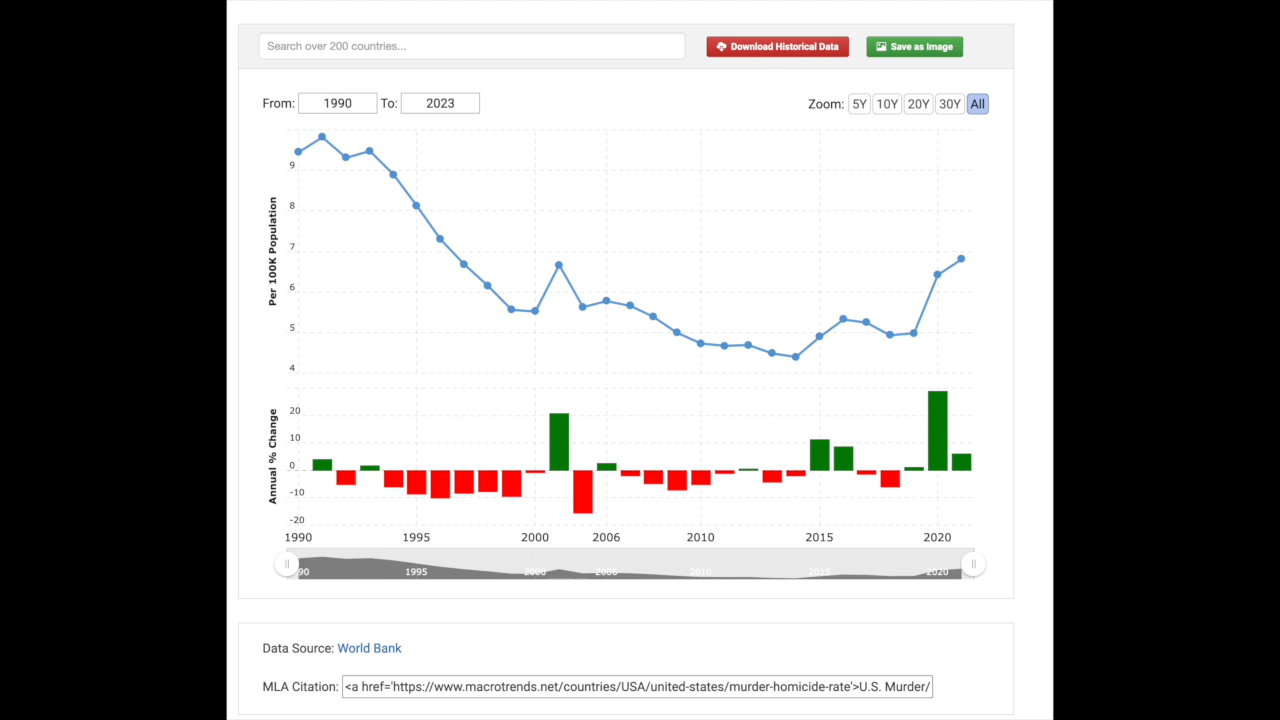 Search over 200 countries...
Download Historical Data
Save as Image
From: 1990 To: 2023
Zoom: 5Y 10Y 20Y 30Y All
Per 100K Population
9
8
7
6
5
4
Annual % Change
20
10
0
-10
-20
1990 1995 2000 2006 2010 2015 2020
90 1995 2000 2006 2010 2015 2020
Data Source: World Bank
MLA Citation: <a href='https://www.macrotrends.net/countries/USA/united-states/murder-homicide-rate'>U.S. Murder/